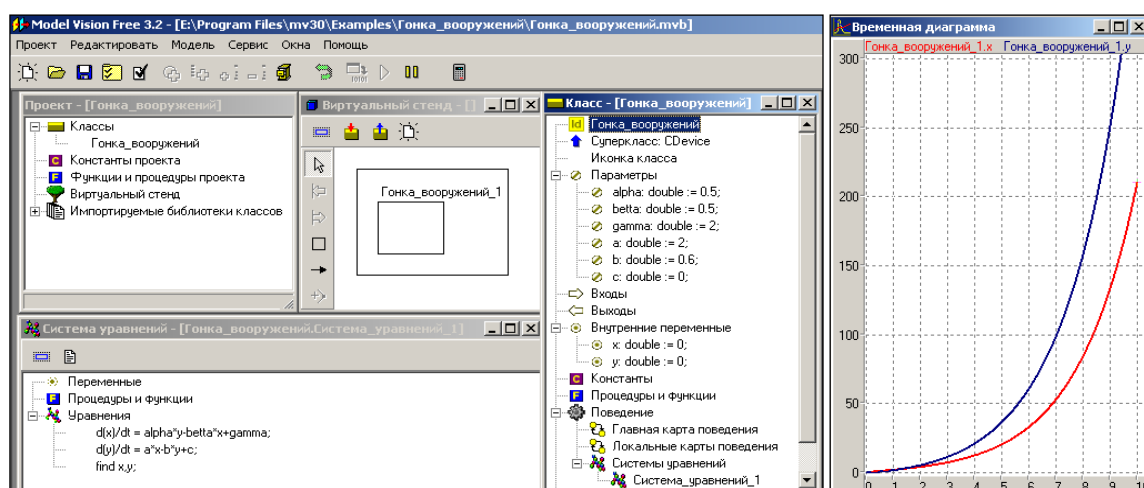 Model Vision Free 3.2 - [E:\Program Files\mv30\Examples\Гонка_вооружений\Гонка_вооружений.mvb]
Проект Редактировать Модель Сервис Окна Помощь
Проект - [Гонка_вооружений]
Классы
Гонка_вооружений
Константы проекта
Функции и процедуры проекта
Виртуальный стенд
Импортируемые библиотеки классов
Виртуальный стенд - []
Гонка_вооружений_1
Система уравнений - [Гонка_вооружений.Система_уравнений_1]
Переменные
Процедуры и функции
Уравнения
d(x)/dt = alpha*y-betta*x+gamma;
d(y)/dt = a*x-b*y+c;
find x,y;
Класс - [Гонка_вооружений]
Гонка_вооружений
Суперкласс: CDevice
Иконка класса
Параметры
alpha: double := 0.5;
betta: double := 0.5;
gamma: double := 2;
a: double := 2;
b: double := 0.6;
c: double := 0;
Входы
Выходы
Внутренние переменные
x: double := 0;
y: double := 0;
Константы
Процедуры и функции
Поведение
Главная карта поведения
Локальные карты поведения
Системы уравнений
Система_уравнений_1
Временная диаграмма
Гонка_вооружений_1.x Гонка_вооружений_1.y
300
250
200
150
100
50
0
0 1 2 3 4 5 6 7 8 9